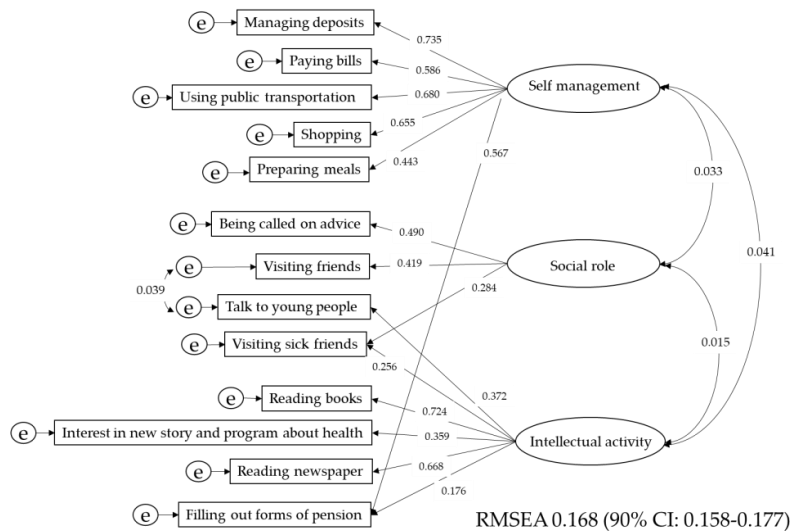 e Managing deposits
0.735
e Paying bills
0.586
Self management
e Using public transportation
0.680
e Shopping
0.655
e Preparing meals
0.443
0.567
0.033
e Being called on advice
0.490
0.041
e Visiting friends
0.419
Social role
0.039
0.284
e Talk to young people
e Visiting sick friends
0.015
0.256
e Reading books
0.372
0.724
e Interest in new story and program about health
0.359
Intellectual activity
e Reading newspaper
0.668
0.176
e Filling out forms of pension
RMSEA 0.168 (90% CI: 0.158-0.177)